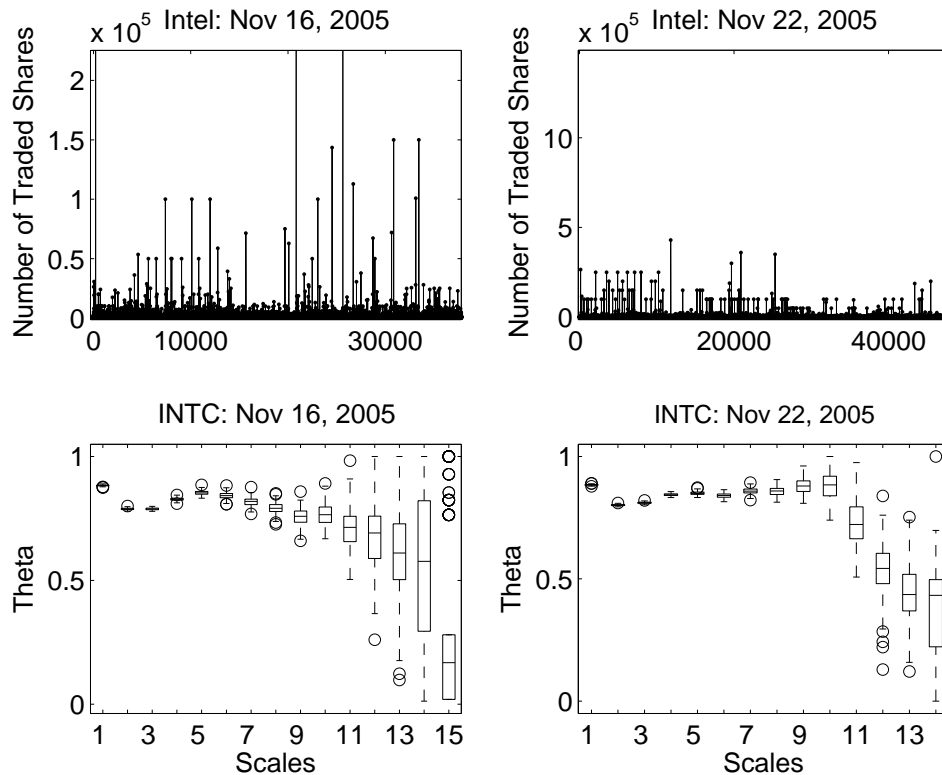 Intel: Nov 16, 2005
x 10^5
Number of Traded Shares
2
1.5
1
0.5
0
0 10000 30000
Intel: Nov 22, 2005
x 10^5
Number of Traded Shares
10
5
0
0 20000 40000
INTC: Nov 16, 2005
Theta
1
0.5
0
1 3 5 7 9 11 13 15
Scales
INTC: Nov 22, 2005
Theta
1
0.5
0
1 3 5 7 9 11 13
Scales